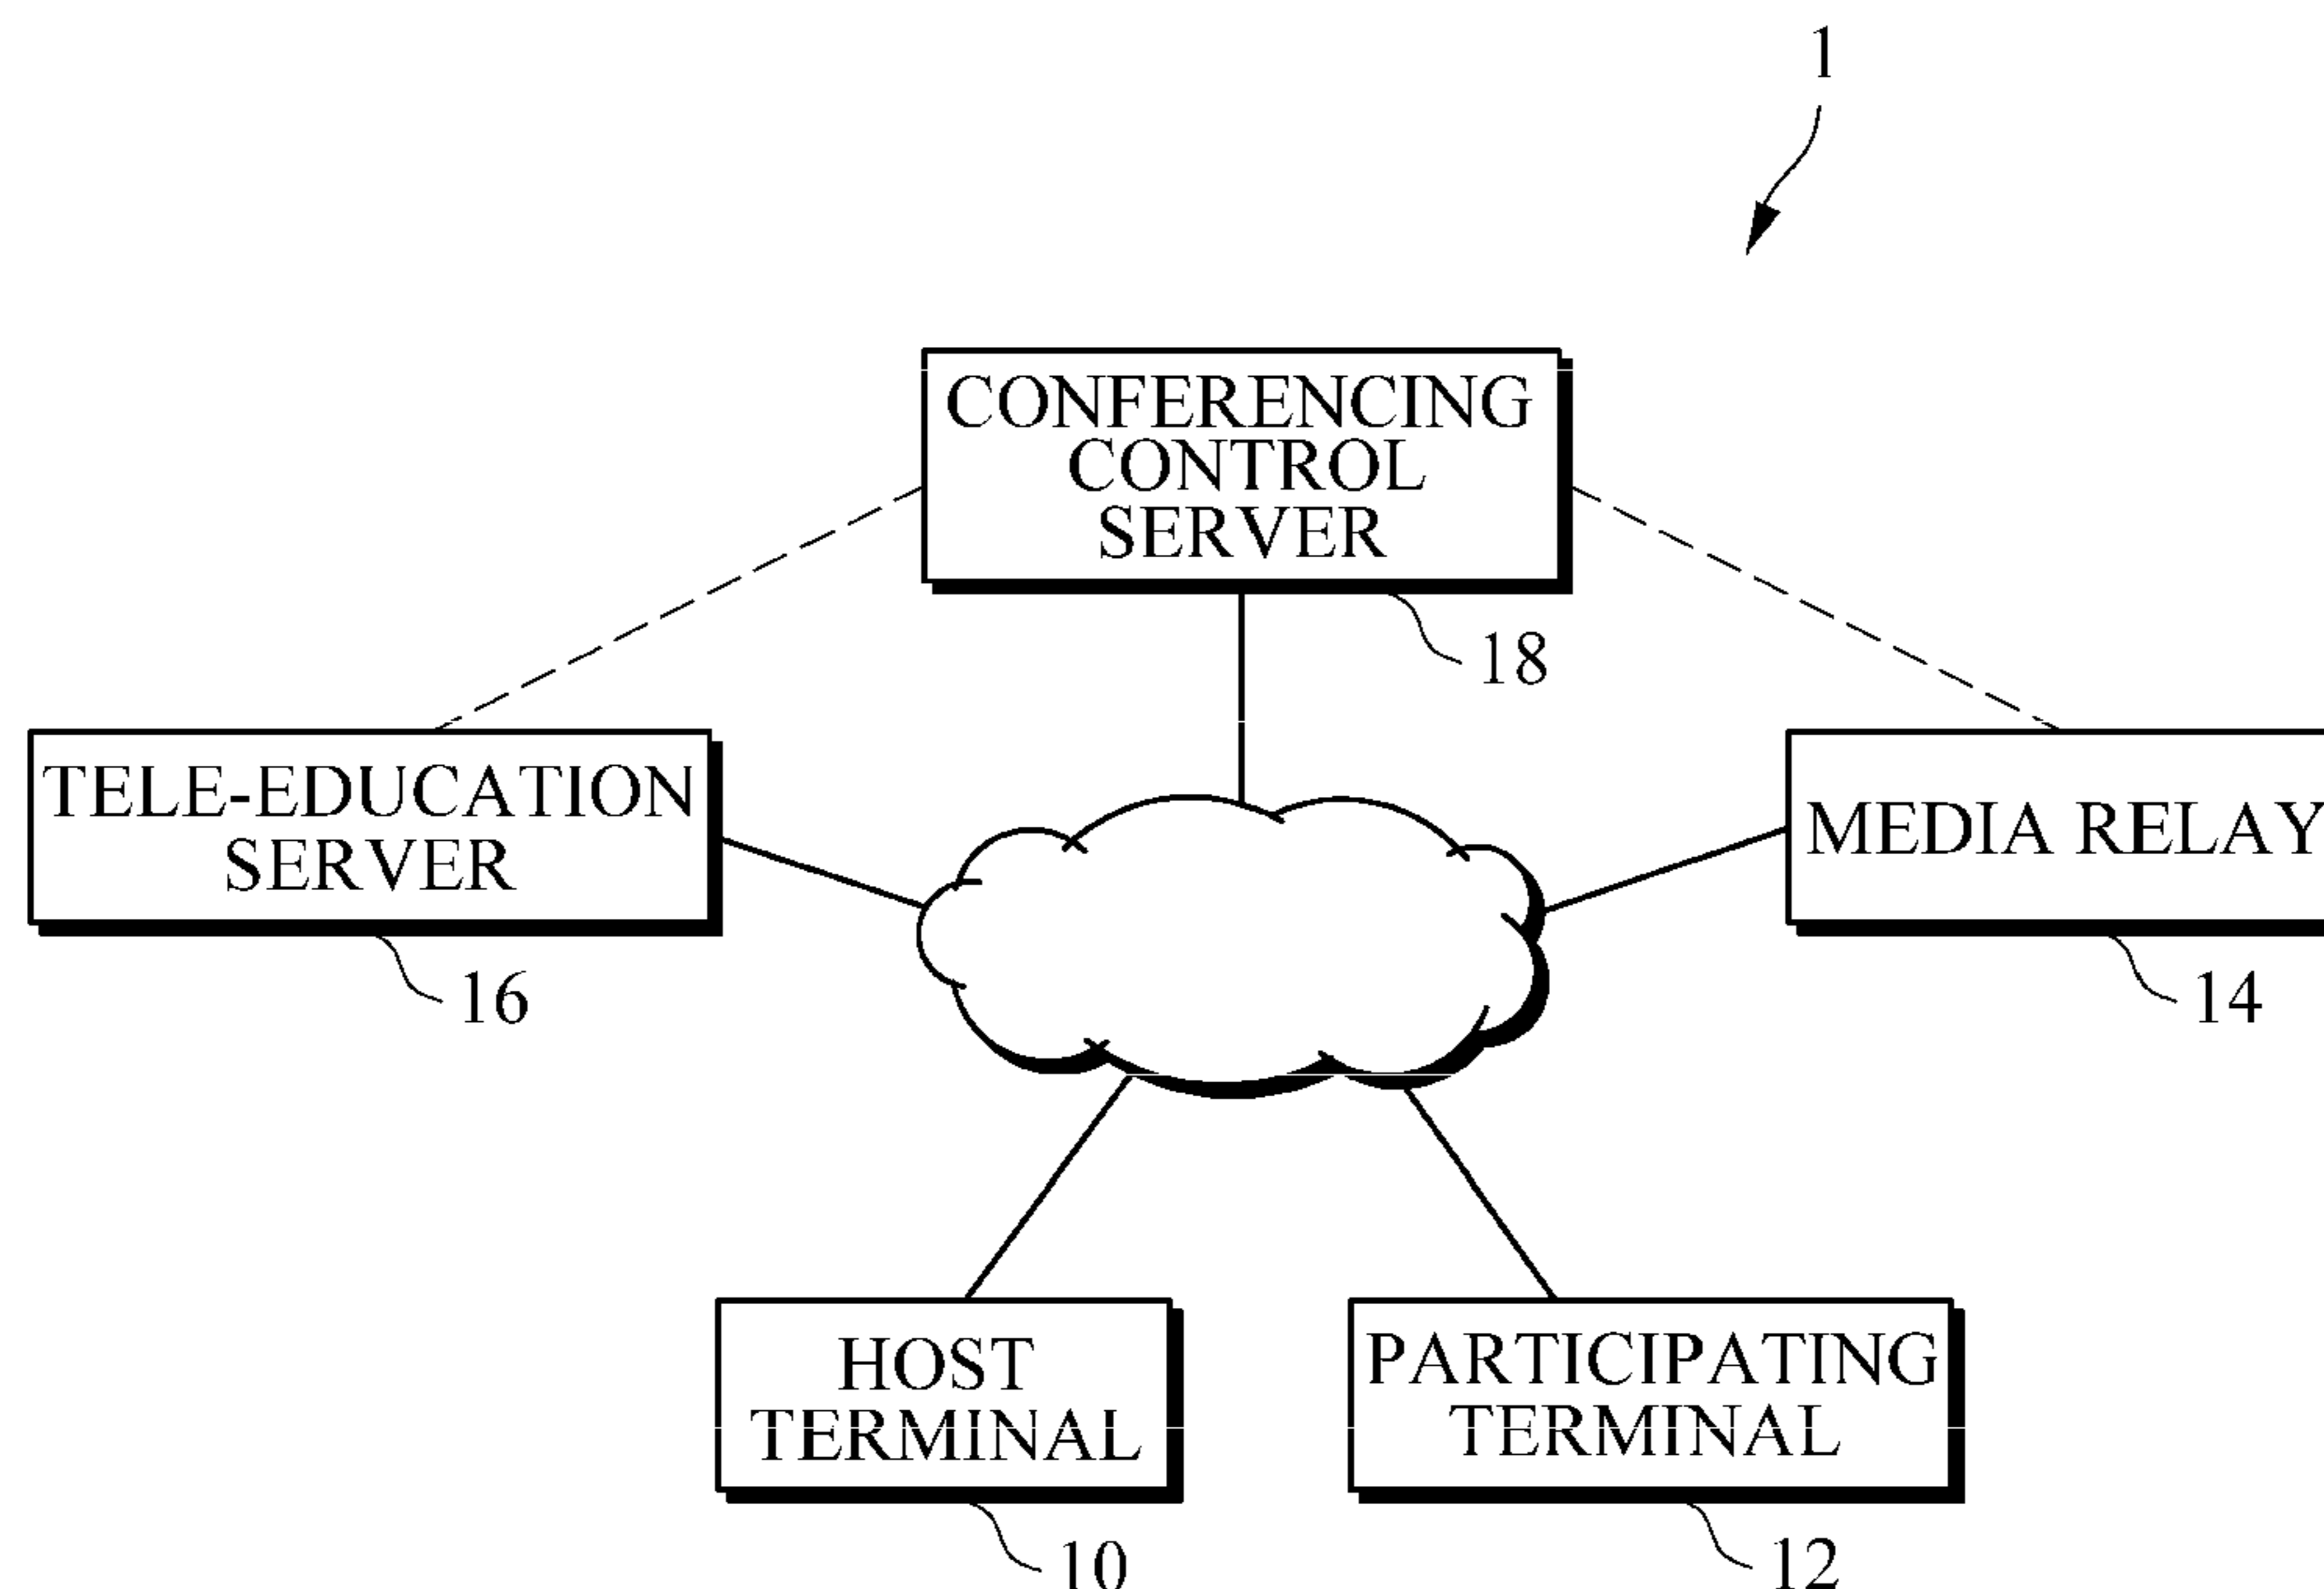 1
CONFERENCING
CONTROL
SERVER
18
TELE-EDUCATION
SERVER
16
MEDIA RELAY
14
HOST
TERMINAL
10
PARTICIPATING
TERMINAL
12